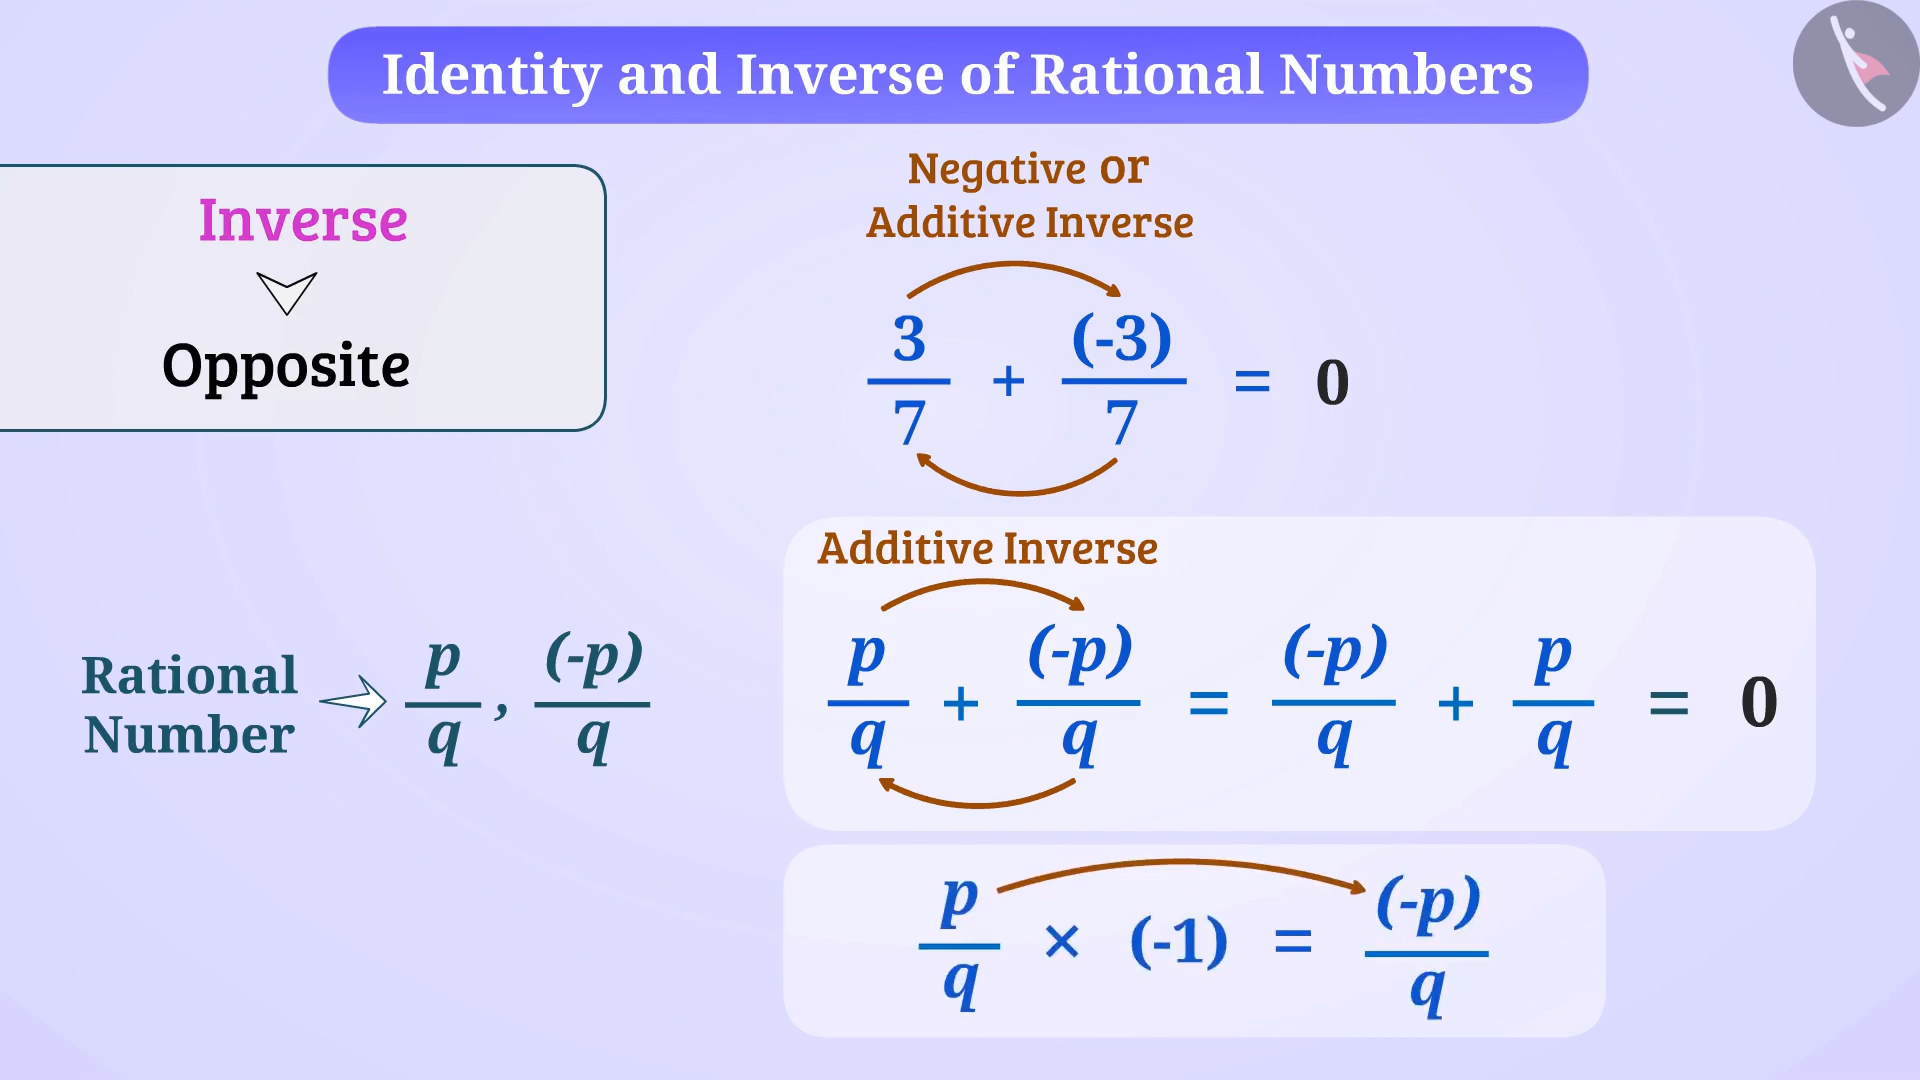 Identity and Inverse of Rational Numbers
Inverse
Opposite
Negative or
Additive Inverse
3/7 + (-3)/7 = 0
Additive Inverse
Rational
Number
p/q , (-p)/q
p/q + (-p)/q = (-p)/q + p/q = 0
p/q × (-1) = (-p)/q